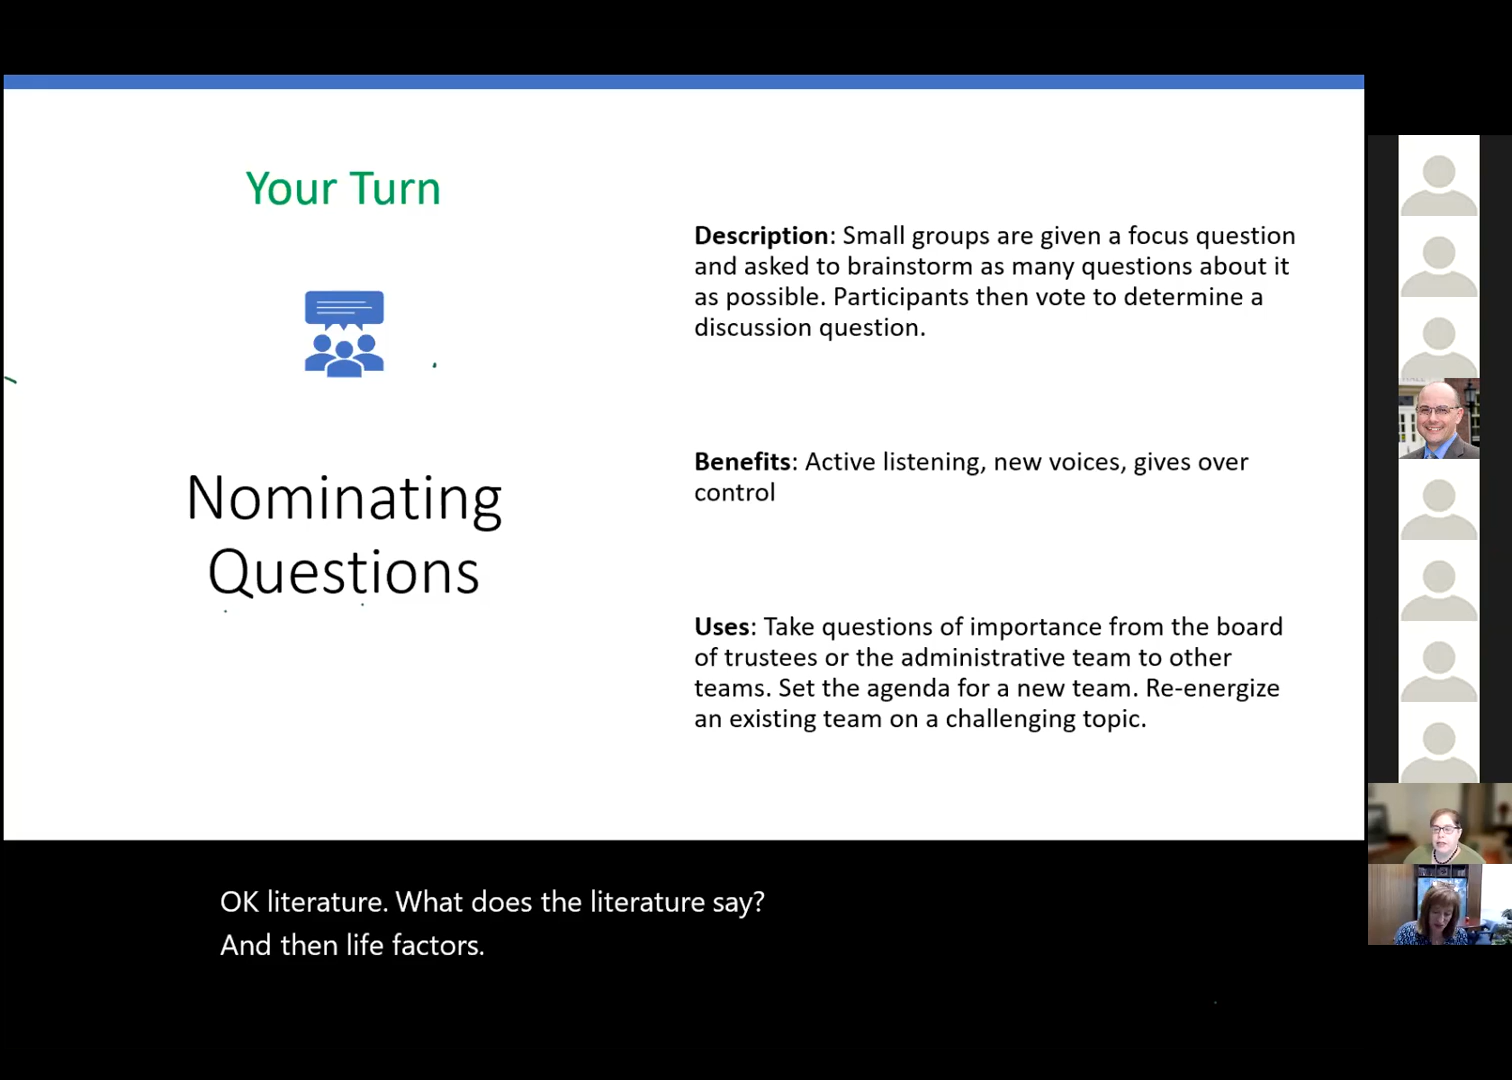 Your Turn
Nominating
Questions
Description: Small groups are given a focus question
and asked to brainstorm as many questions about it
as possible. Participants then vote to determine a
discussion question.
Benefits: Active listening, new voices, gives over
control
Uses: Take questions of importance from the board
of trustees or the administrative team to other
teams. Set the agenda for a new team. Re-energize
an existing team on a challenging topic.
OK literature. What does the literature say?
And then life factors.